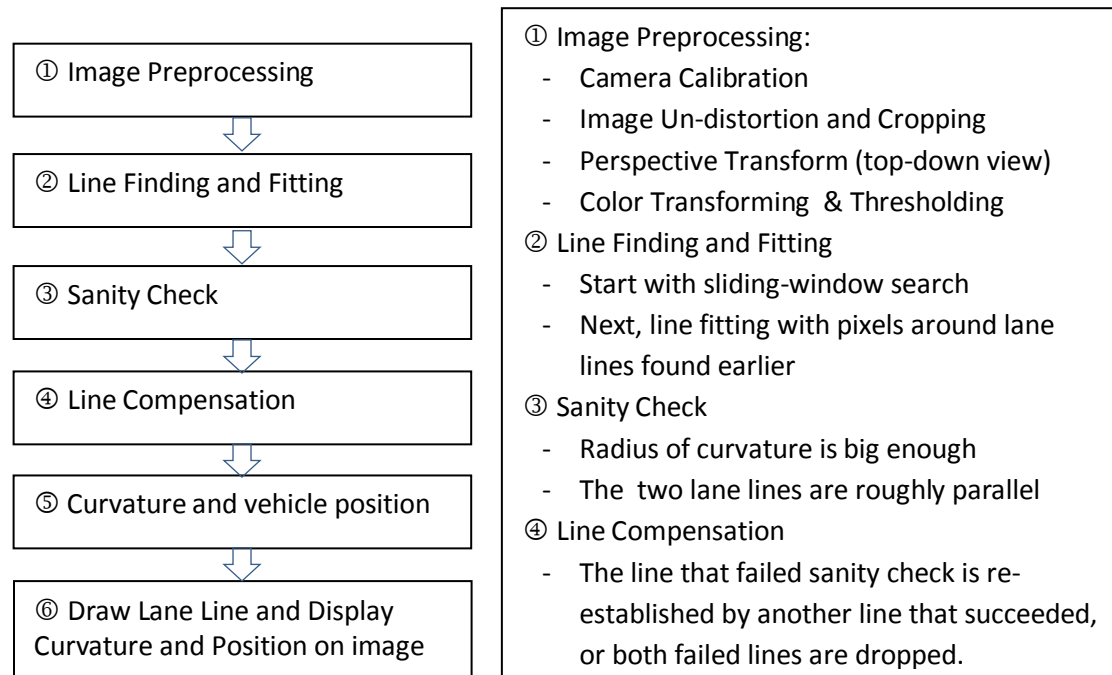 ① Image Preprocessing
② Line Finding and Fitting
③ Sanity Check
④ Line Compensation
⑤ Curvature and vehicle position
⑥ Draw Lane Line and Display
Curvature and Position on image
① Image Preprocessing:
- Camera Calibration
- Image Un-distortion and Cropping
- Perspective Transform (top-down view)
- Color Transforming & Thresholding
② Line Finding and Fitting
- Start with sliding-window search
- Next, line fitting with pixels around lane
lines found earlier
③ Sanity Check
- Radius of curvature is big enough
- The two lane lines are roughly parallel
④ Line Compensation
- The line that failed sanity check is re-
established by another line that succeeded,
or both failed lines are dropped.